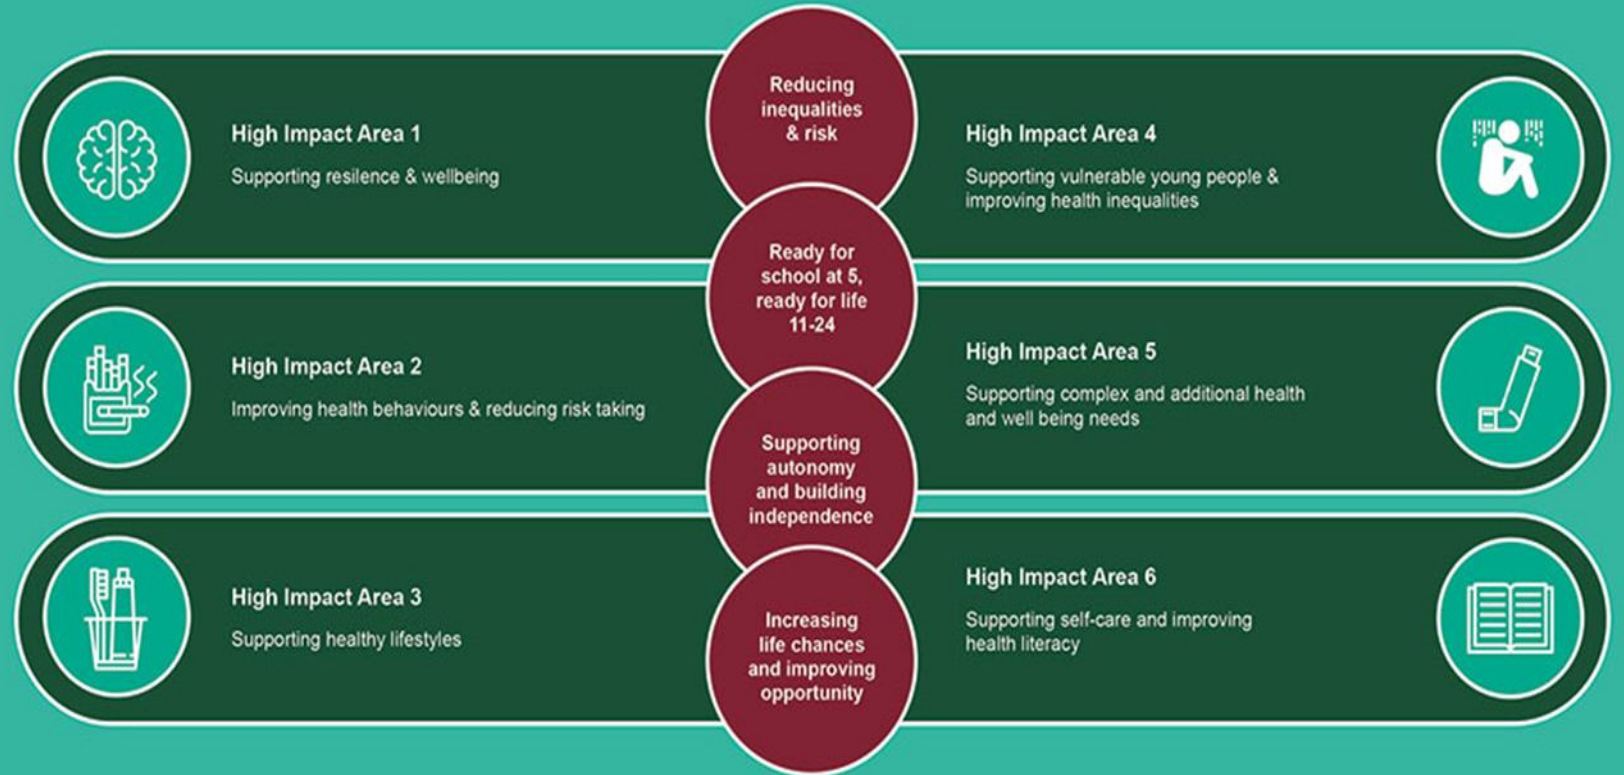 High Impact Area 1
Supporting resilence & wellbeing
High Impact Area 2
Improving health behaviours & reducing risk taking
High Impact Area 3
Supporting healthy lifestyles
Reducing
inequalities
& risk
Ready for
school at 5,
ready for life
11-24
Supporting
autonomy
and building
independence
Increasing
life chances
and improving
opportunity
High Impact Area 4
Supporting vulnerable young people &
improving health inequalities
High Impact Area 5
Supporting complex and additional health
and well being needs
High Impact Area 6
Supporting self-care and improving
health literacy